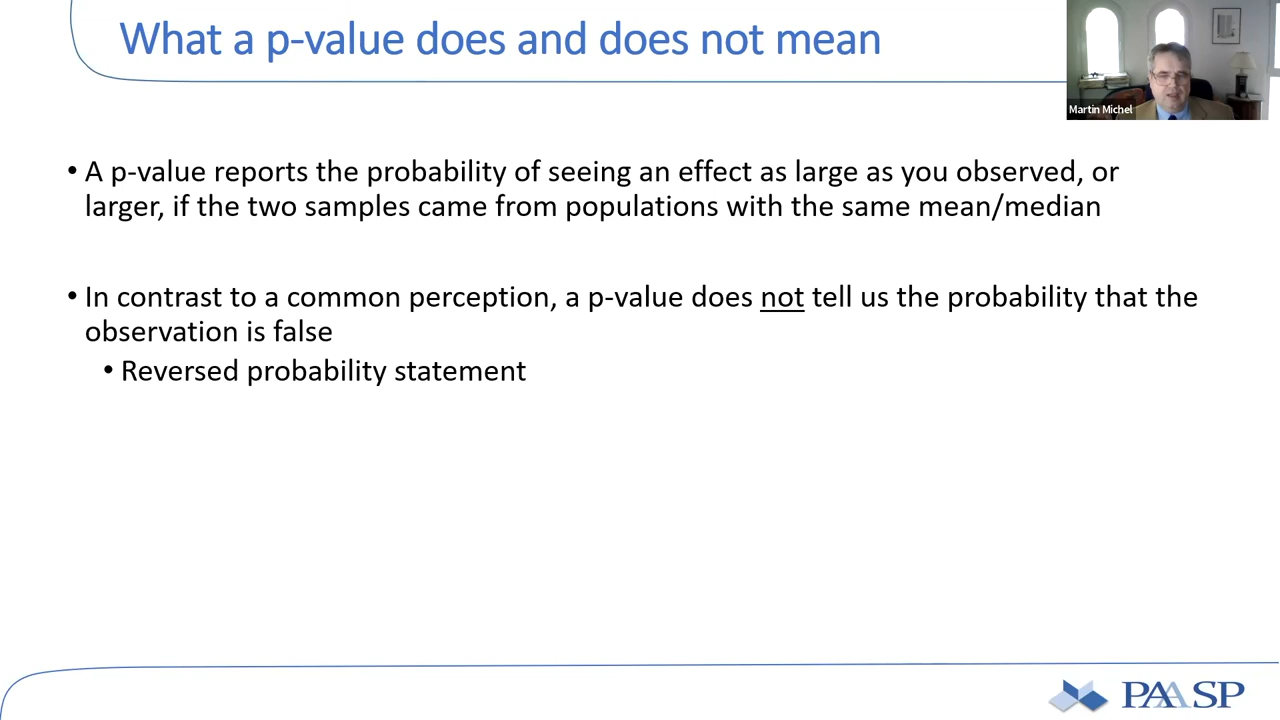 What a p-value does and does not mean
Martin Michel
• A p-value reports the probability of seeing an effect as large as you observed, or
larger, if the two samples came from populations with the same mean/median
• In contrast to a common perception, a p-value does not tell us the probability that the
observation is false
• Reversed probability statement
PAASP